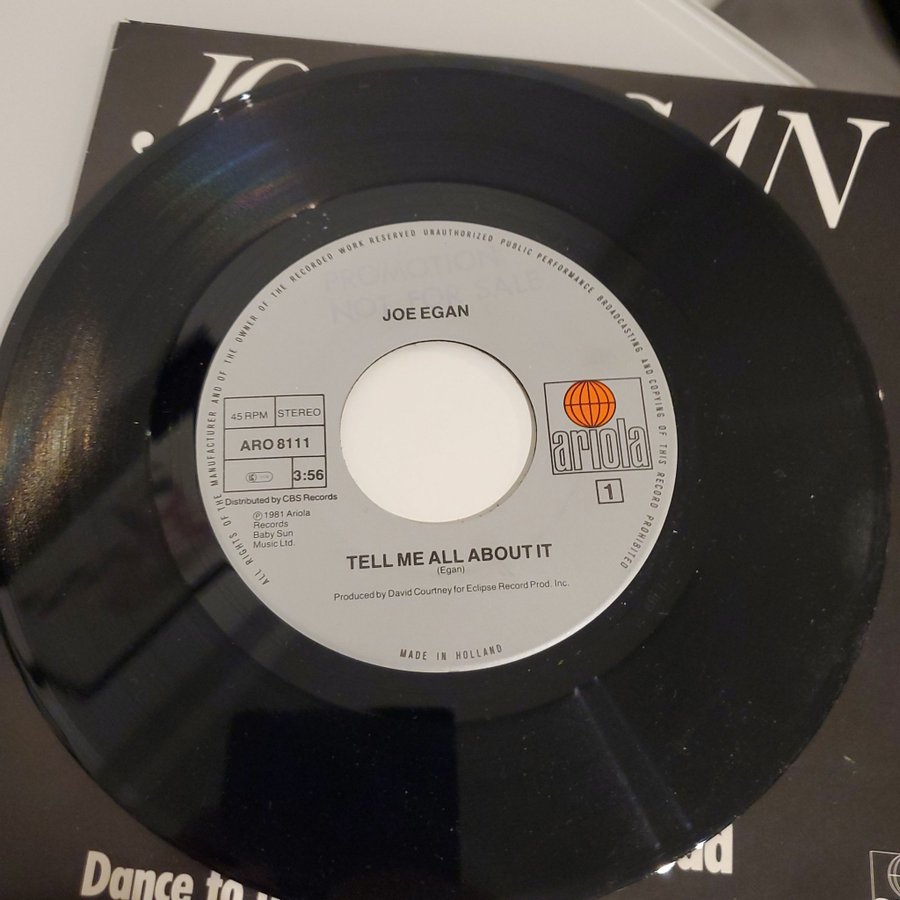 ALL RIGHTS OF THE MANUFACTURER AND OF THE OWNER OF THE RECORDED WORK RESERVED UNAUTHORIZED PUBLIC PERFORMANCE BROADCASTING AND COPYING OF THIS RECORD PROHIBITED
PROMOTION
NOT FOR SALE
JOE EGAN
45 RPM STEREO
ARO 8111
3:56
Distributed by CBS Records
℗ 1981 Ariola
Records
Baby Sun
Music Ltd.
ariola
1
TELL ME ALL ABOUT IT
(Egan)
Produced by David Courtney for Eclipse Record Prod. Inc.
MADE IN HOLLAND
Dance to